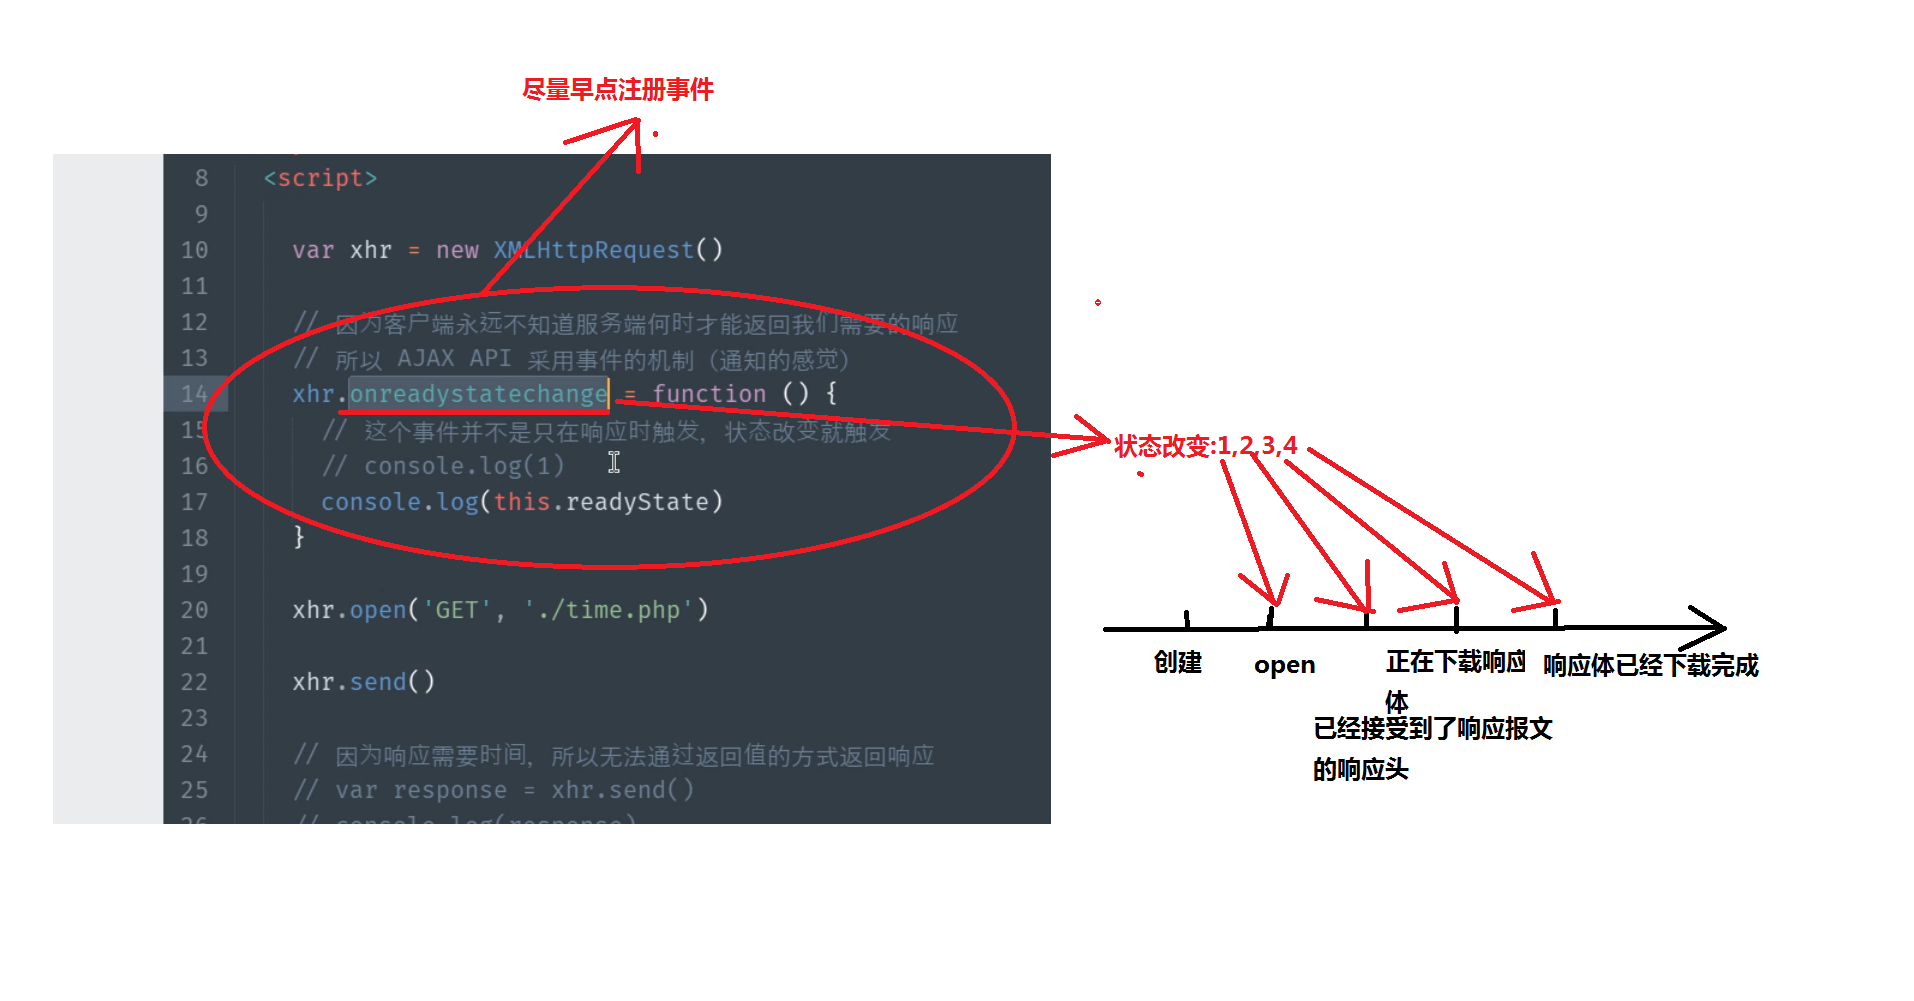 尽量早点注册事件
8 <script>
9
10 var xhr = new XMLHttpRequest()
11
12 // 因为客户端永远不知道服务端何时才能返回我们需要的响应
13 // 所以 AJAX API 采用事件的机制（通知的感觉）
14 xhr.onreadystatechange = function () {
15 // 这个事件并不是只在响应时触发，状态改变就触发
16 // console.log(1)
17 console.log(this.readyState)
18 }
19
20 xhr.open('GET', './time.php')
21
22 xhr.send()
23
24 // 因为响应需要时间，所以无法通过返回值的方式返回响应
25 // var response = xhr.send()
26 // console.log(response)
状态改变:1,2,3,4
创建
open
正在下载响应
体
已经接受到了响应报文
的响应头
响应体已经下载完成